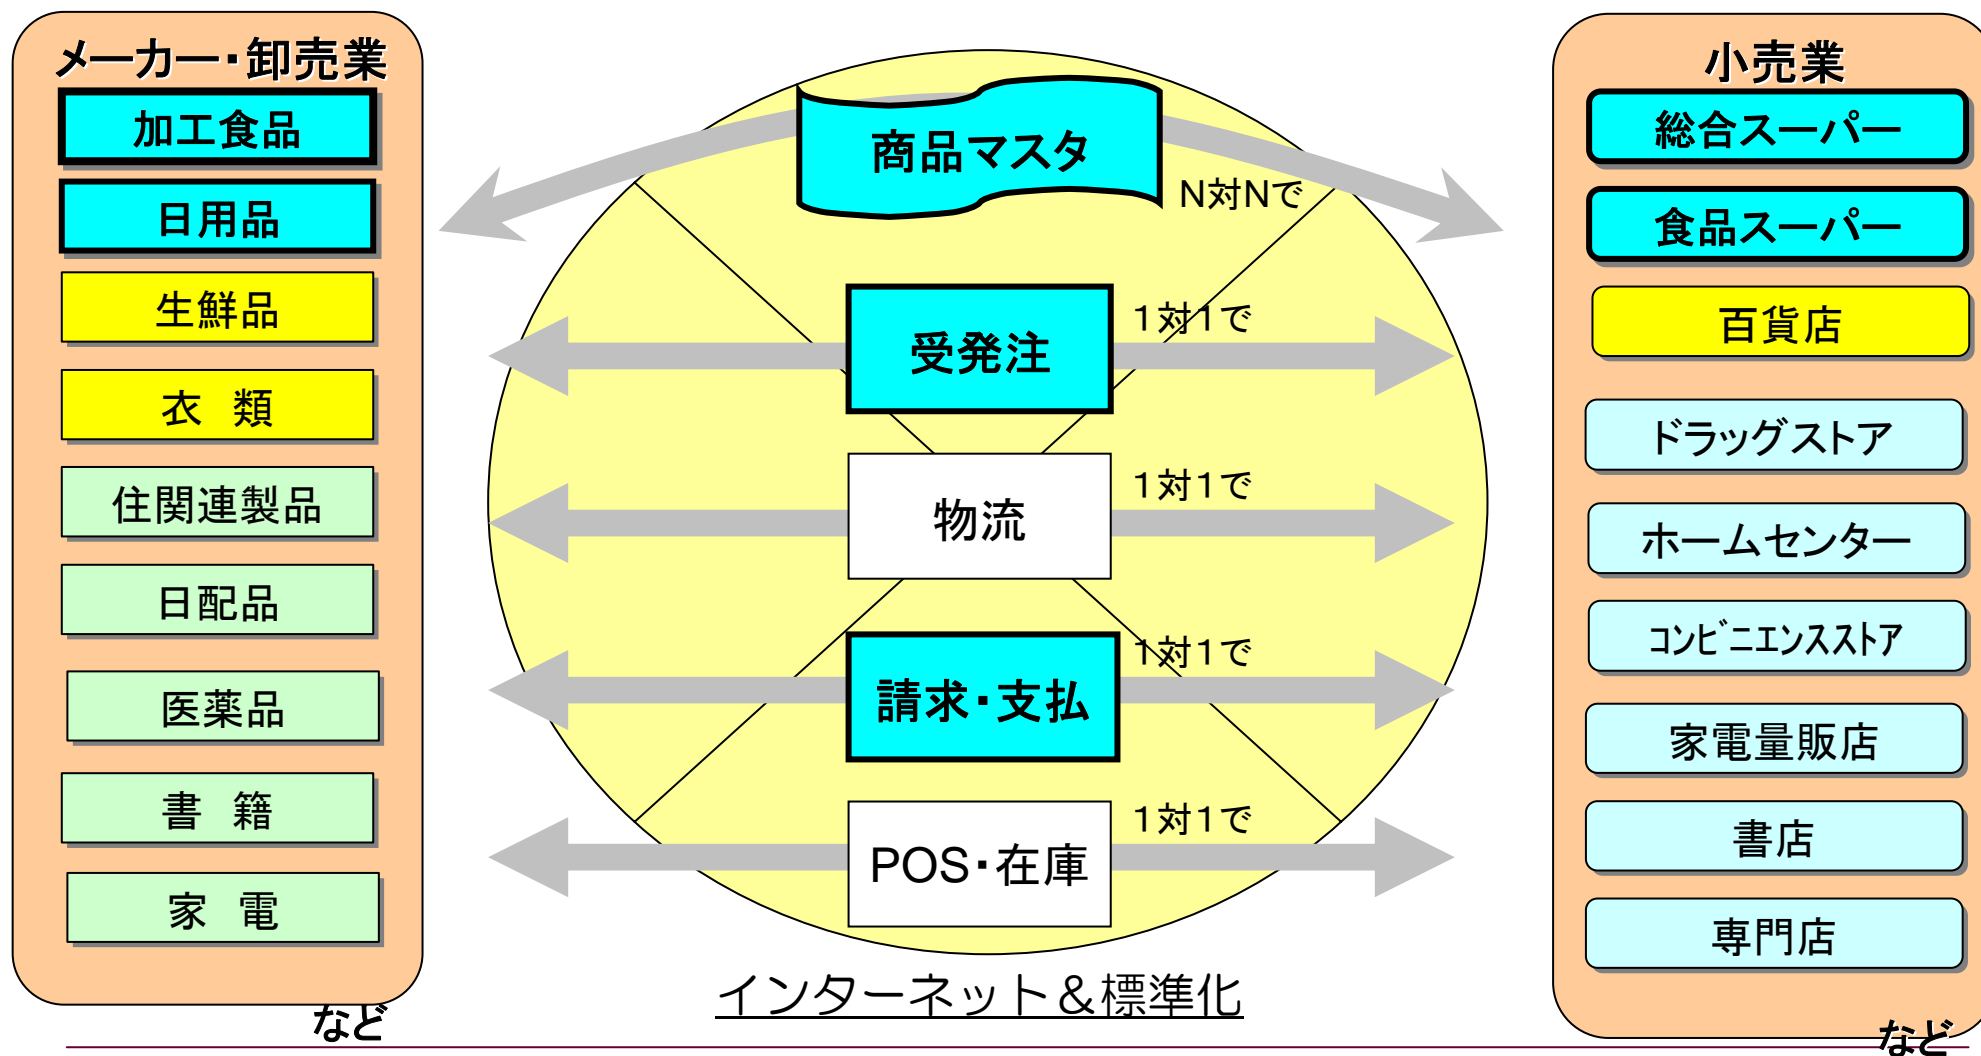 メーカー・卸売業
加工食品
日用品
生鮮品
衣　類
住関連製品
日配品
医薬品
書　籍
家　電
など
商品マスタ
N対Nで
受発注
1対1で
物流
1対1で
請求・支払
1対1で
POS・在庫
1対1で
インターネット＆標準化
小売業
総合スーパー
食品スーパー
百貨店
ドラッグストア
ホームセンター
コンビニエンスストア
家電量販店
書店
専門店
など